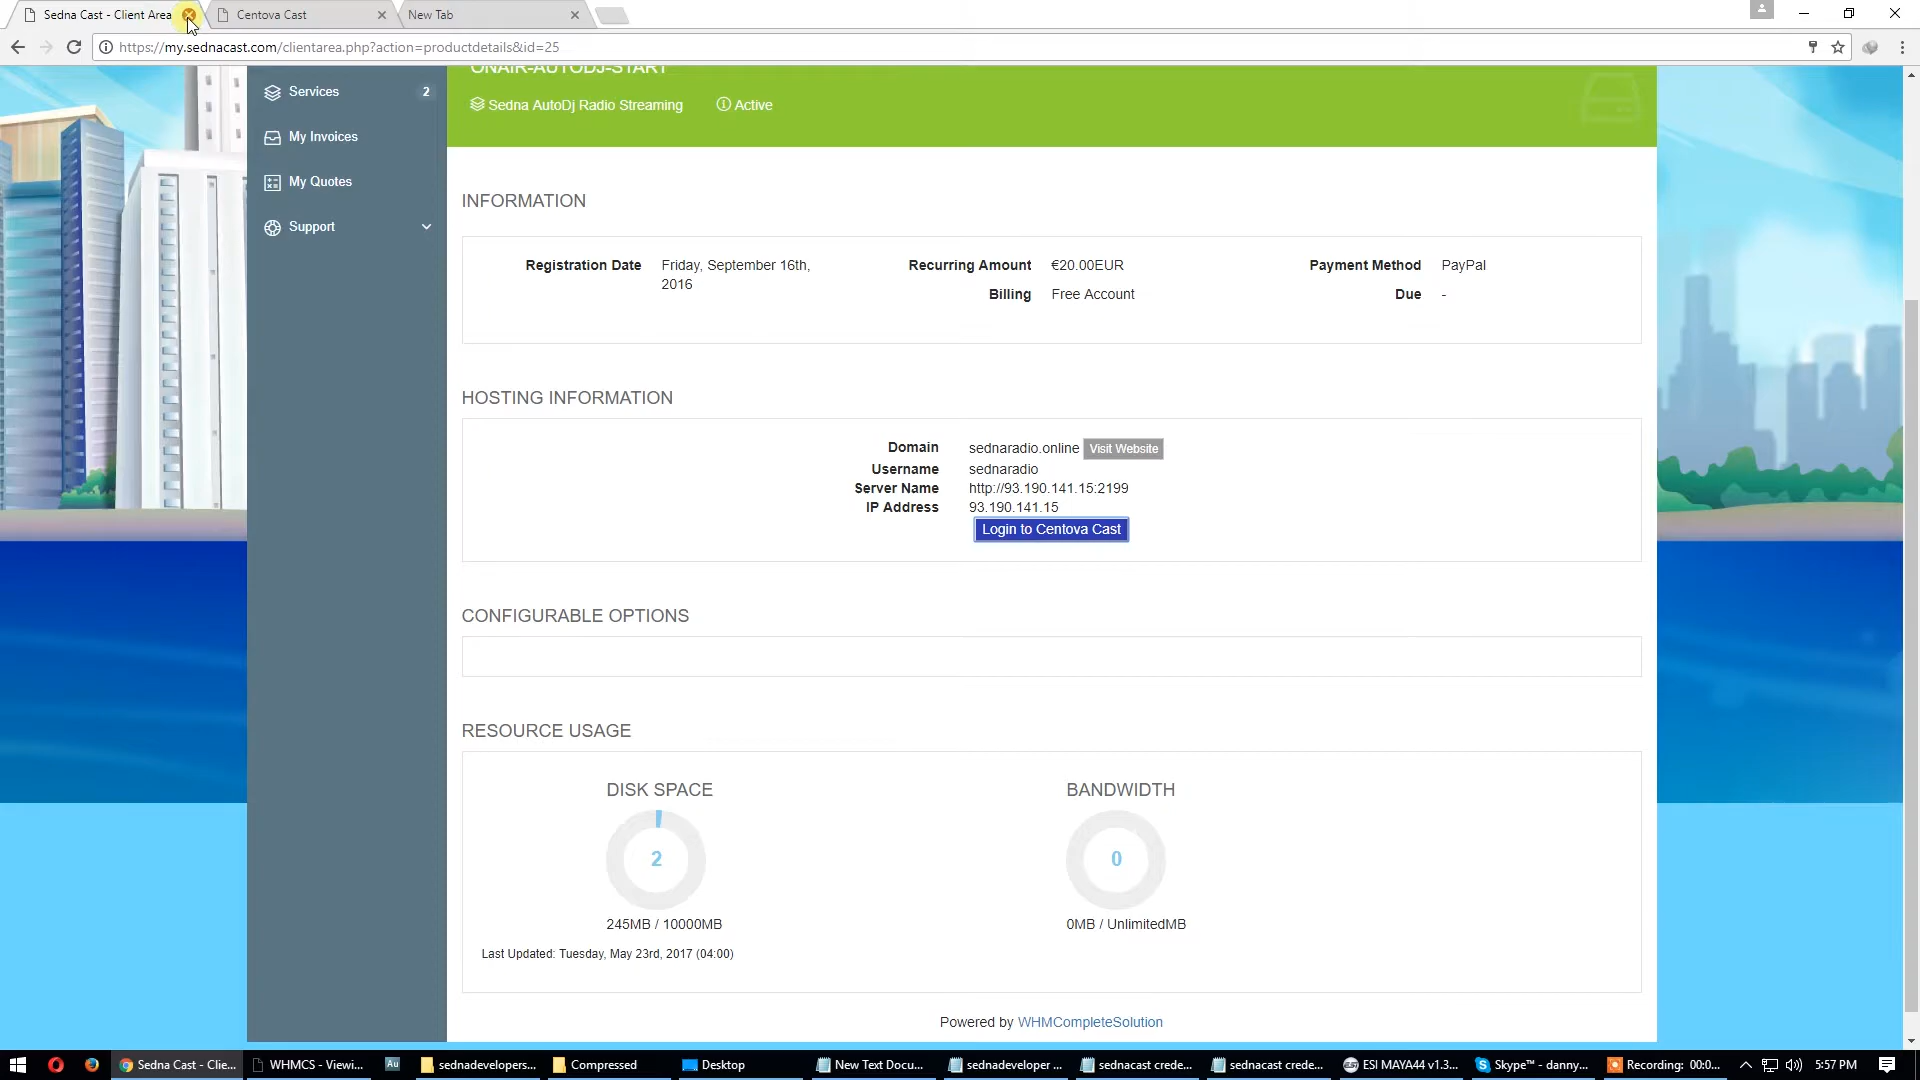 Sedna Cast - Client Area
Centova Cast
New Tab
https://my.sednacast.com/clientarea.php?action=productdetails&id=25
Services 2
My Invoices
My Quotes
Support
ONAIR-AUTODJ-START
Sedna AutoDj Radio Streaming Active
INFORMATION
Registration Date Friday, September 16th, 2016
Recurring Amount €20.00EUR
Billing Free Account
Payment Method PayPal
Due -
HOSTING INFORMATION
Domain sednaradio.online Visit Website
Username sednaradio
Server Name http://93.190.141.15:2199
IP Address 93.190.141.15
Login to Centova Cast
CONFIGURABLE OPTIONS
RESOURCE USAGE
DISK SPACE
2
245MB / 10000MB
BANDWIDTH
0
0MB / UnlimitedMB
Last Updated: Tuesday, May 23rd, 2017 (04:00)
Powered by WHMCompleteSolution
Sedna Cast - Clie...
WHMCS - Viewi...
Au
sednadevelopers...
Compressed
Desktop
New Text Docu...
sednadeveloper ...
sednacast crede...
sednacast crede...
ESI MAYA44 v1.3...
Skype™ - danny...
Recording: 00:0...
5:57 PM